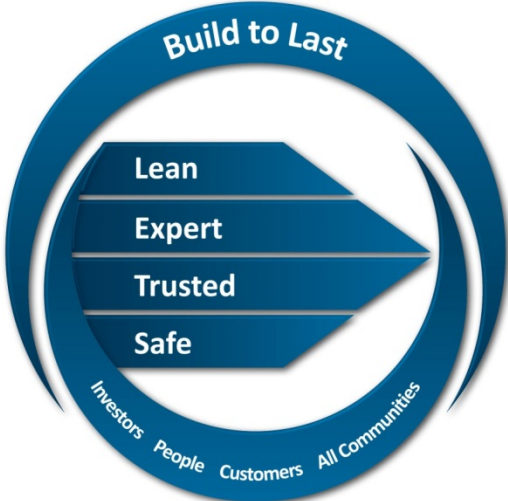 Build to Last
Lean
Expert
Trusted
Safe
Investors People Customers All Communities